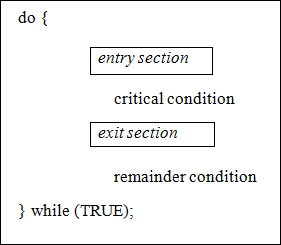 do {
entry section
critical condition
exit section
remainder condition
} while (TRUE);